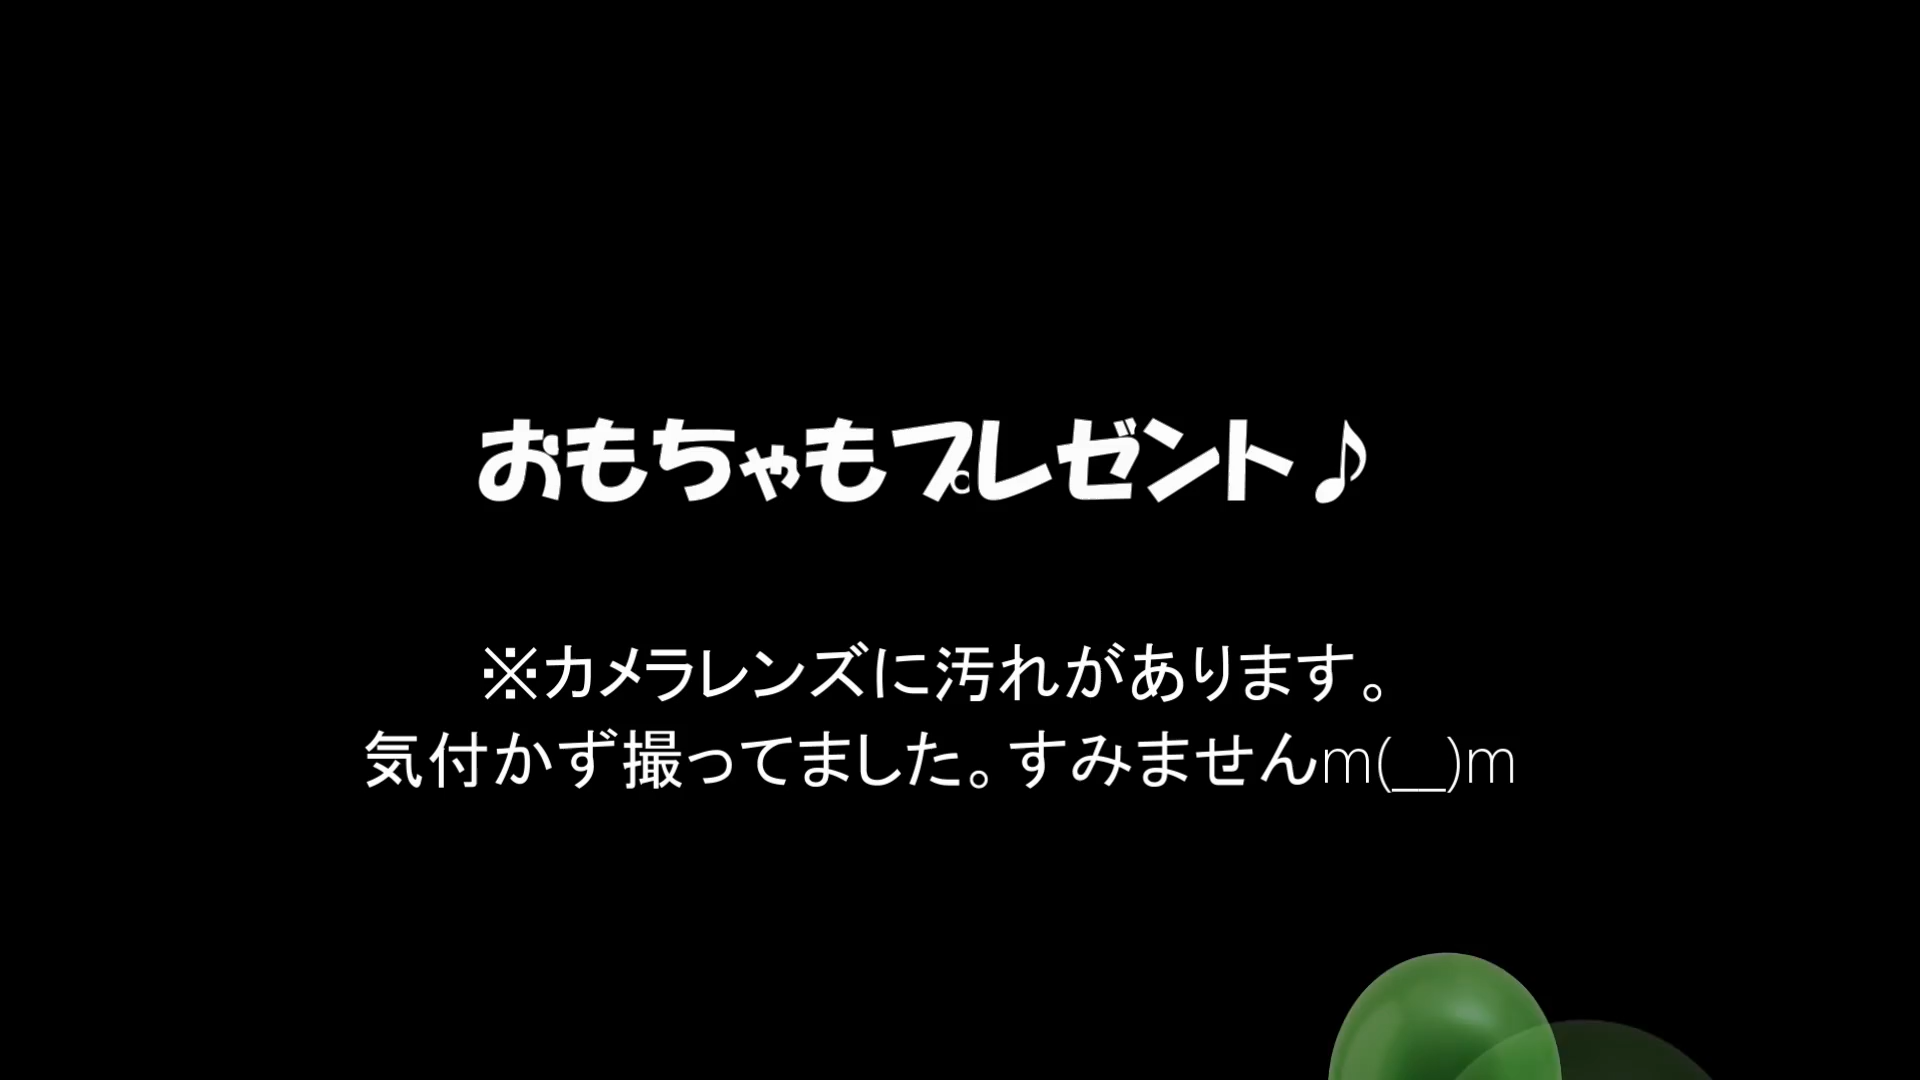 おもちゃもプレゼント♪
※カメラレンズに汚れがあります。
気付かず撮ってました。すみませんm(__)m